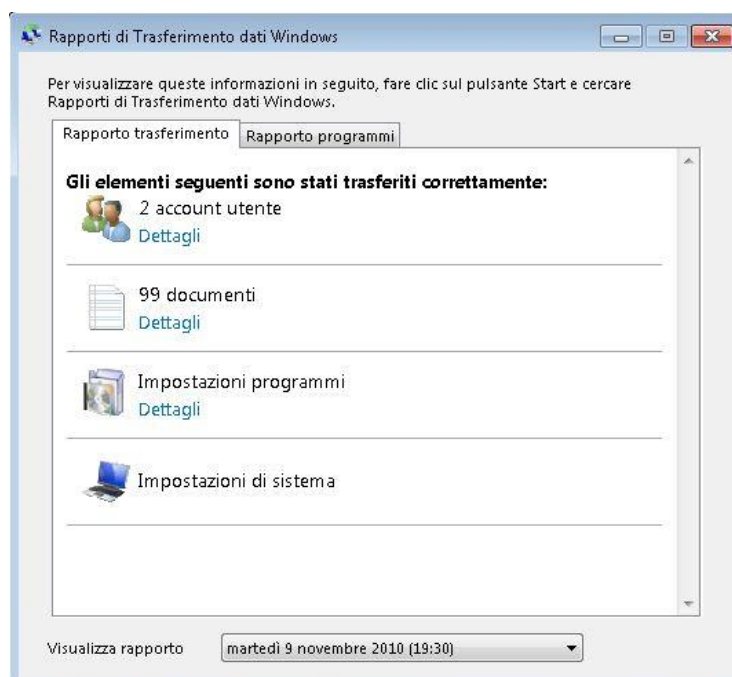 Rapporti di Trasferimento dati Windows
Per visualizzare queste informazioni in seguito, fare clic sul pulsante Start e cercare
Rapporti di Trasferimento dati Windows.
Rapporto trasferimento
Rapporto programmi
Gli elementi seguenti sono stati trasferiti correttamente:
2 account utente
Dettagli
99 documenti
Dettagli
Impostazioni programmi
Dettagli
Impostazioni di sistema
Visualizza rapporto
martedì 9 novembre 2010 (19:30)